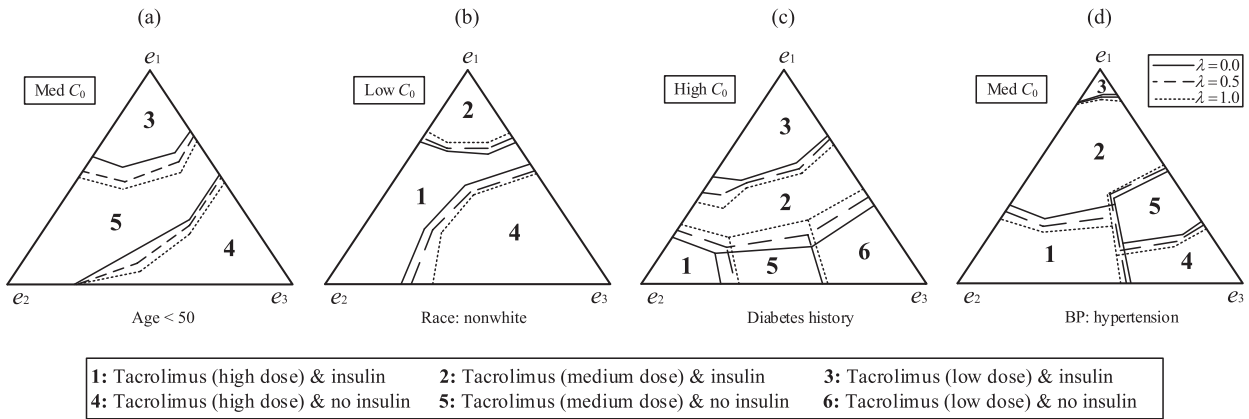 (a) (b) (c) (d)
e1 e1 e1 e1
Med C0 Low C0 High C0 Med C0
λ=0.0
λ=0.5
λ=1.0
3 2 3 3
5 1 2 2
4 4 1 5 6 1 5 4
e2 e3 e2 e3 e2 e3 e2 e3
Age < 50 Race: nonwhite Diabetes history BP: hypertension
1: Tacrolimus (high dose) & insulin 2: Tacrolimus (medium dose) & insulin 3: Tacrolimus (low dose) & insulin
4: Tacrolimus (high dose) & no insulin 5: Tacrolimus (medium dose) & no insulin 6: Tacrolimus (low dose) & no insulin